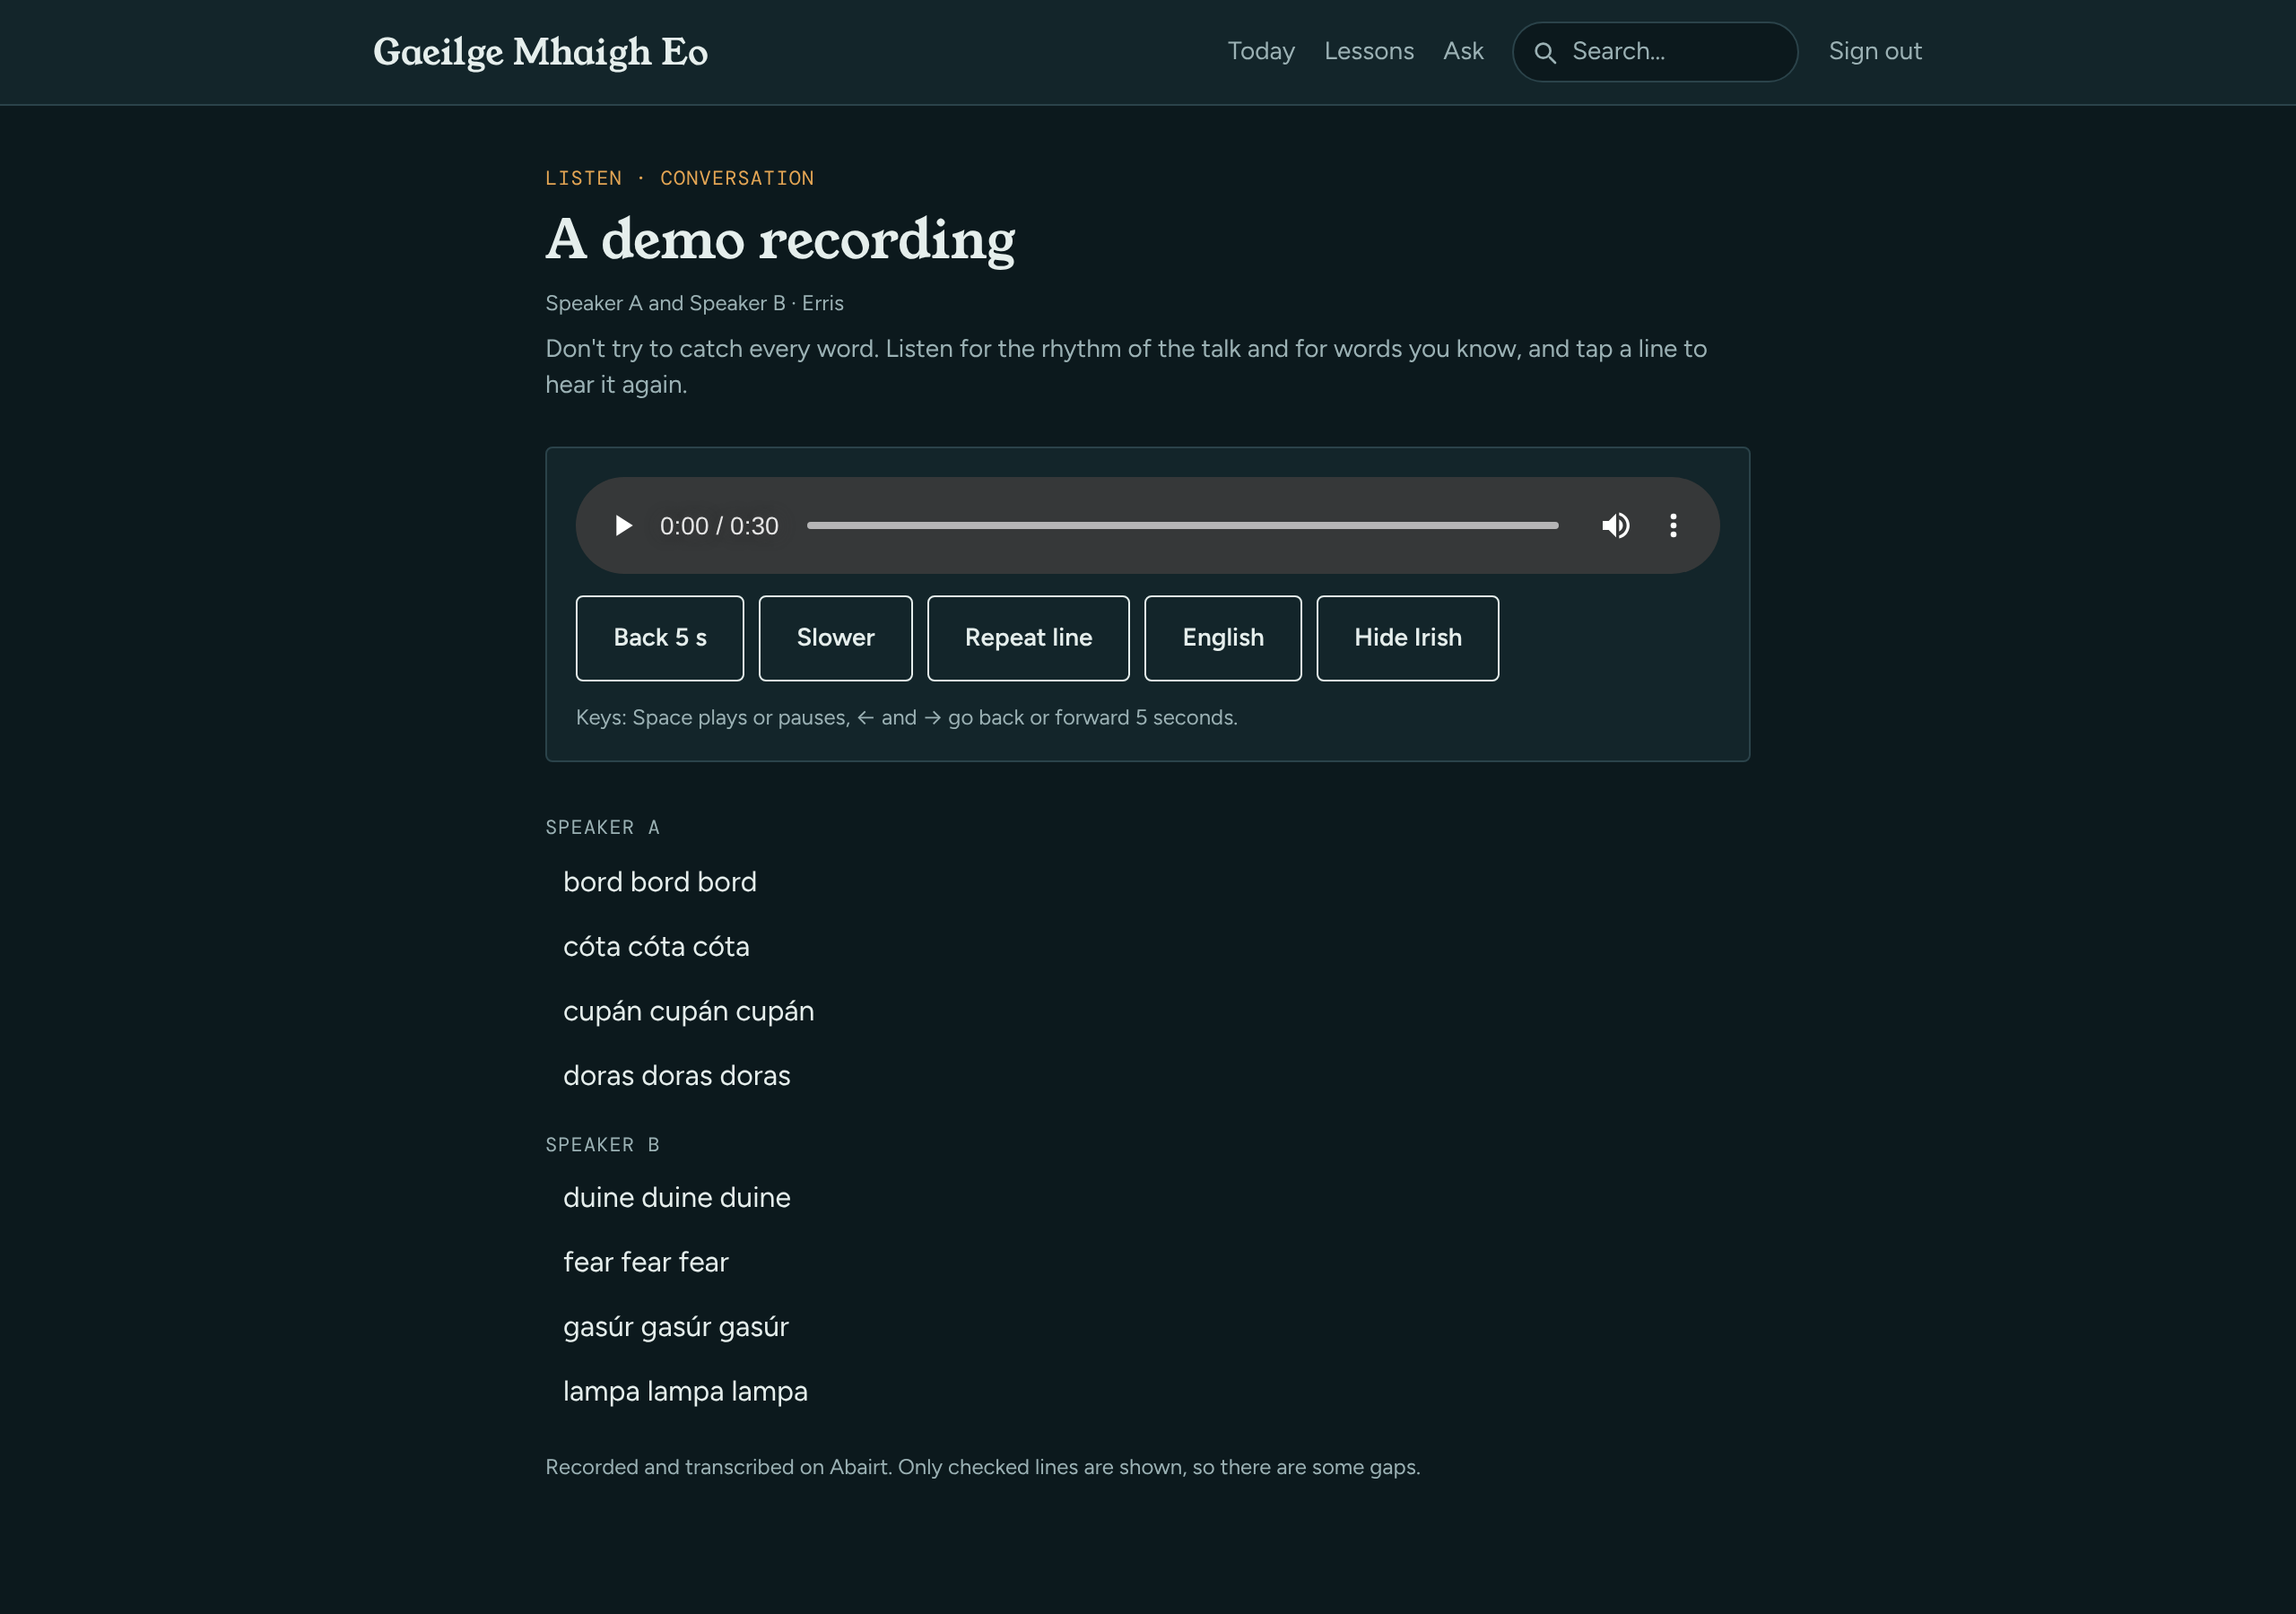 Gaeilge Mhaigh Eo
Today Lessons Ask Search... Sign out
LISTEN · CONVERSATION
A demo recording
Speaker A and Speaker B · Erris
Don't try to catch every word. Listen for the rhythm of the talk and for words you know, and tap a line to
hear it again.
0:00 / 0:30
Back 5 s Slower Repeat line English Hide Irish
Keys: Space plays or pauses, ← and → go back or forward 5 seconds.
SPEAKER A
bord bord bord
cóta cóta cóta
cupán cupán cupán
doras doras doras
SPEAKER B
duine duine duine
fear fear fear
gasúr gasúr gasúr
lampa lampa lampa
Recorded and transcribed on Abairt. Only checked lines are shown, so there are some gaps.